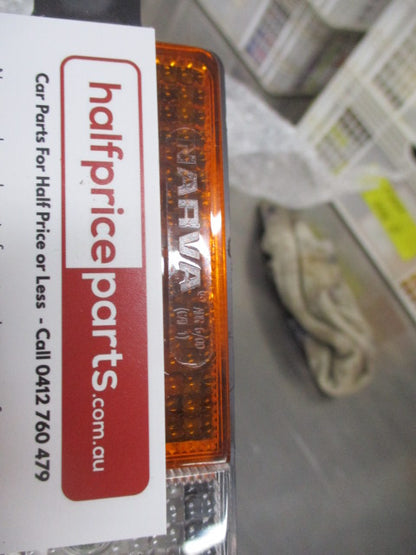 halfpriceparts.com.au
Car Parts For Half Price or Less - Call 0412 760 479
NARVA